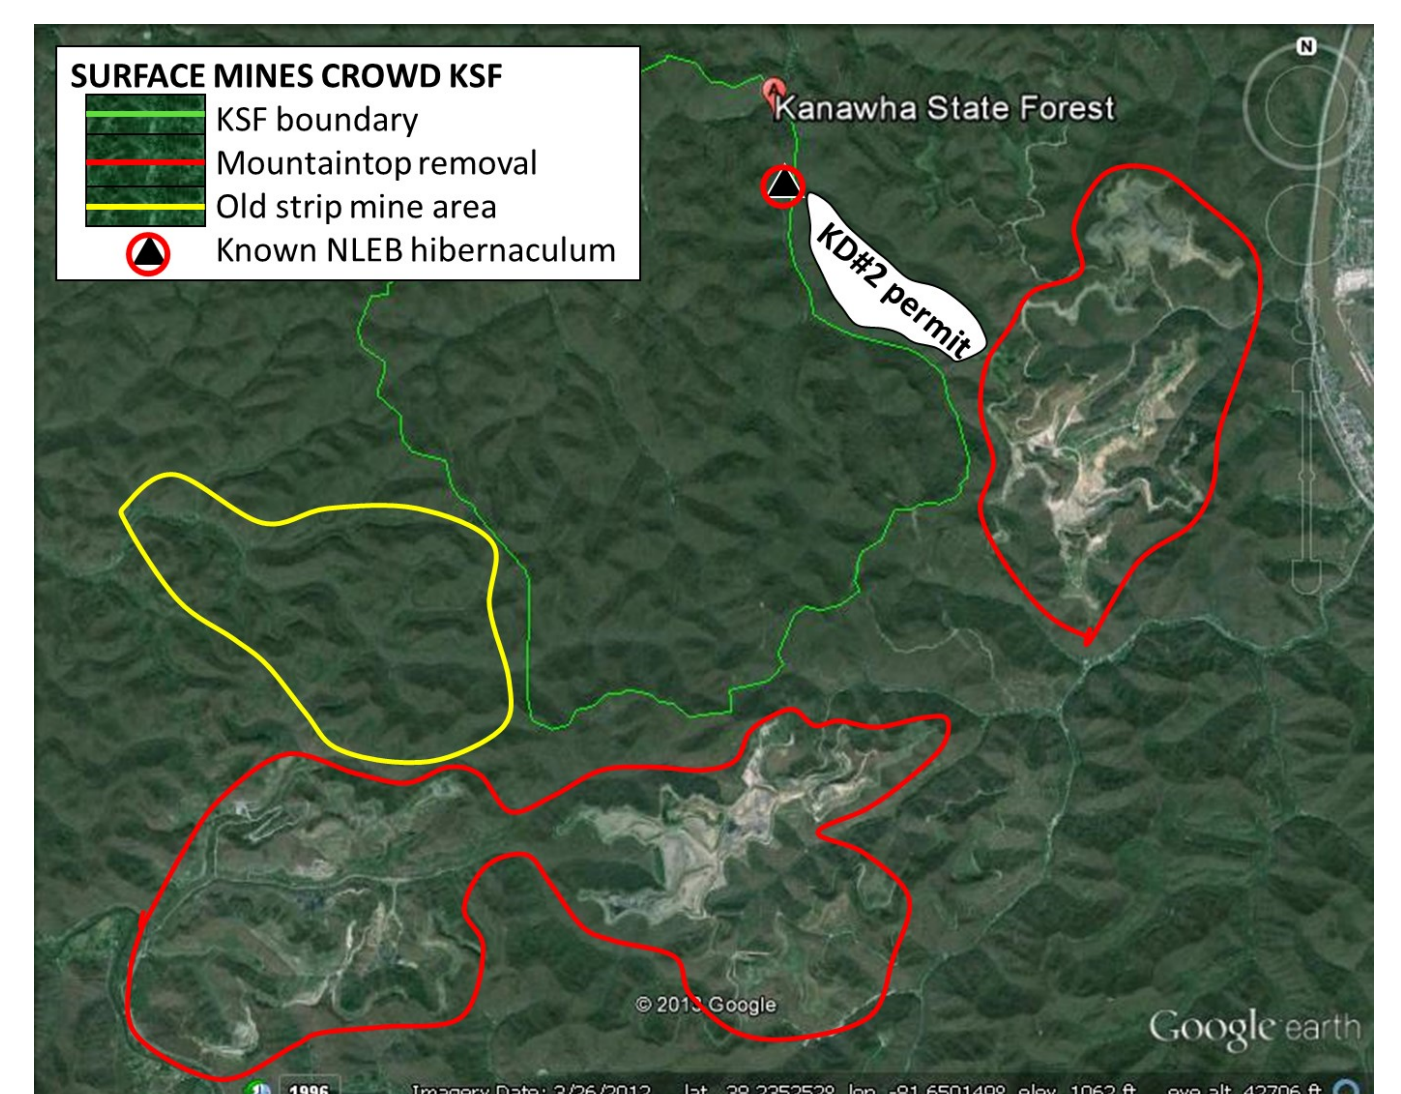 SURFACE MINES CROWD KSF
KSF boundary
Mountaintop removal
Old strip mine area
Known NLEB hibernaculum
N
A
Kanawha State Forest
KD#2 permit
© 2013 Google
Google earth
1996
Imagery Date: 3/26/2012 lat 38.235252° lon -81.650149° elev 1062 ft eye alt 42706 ft